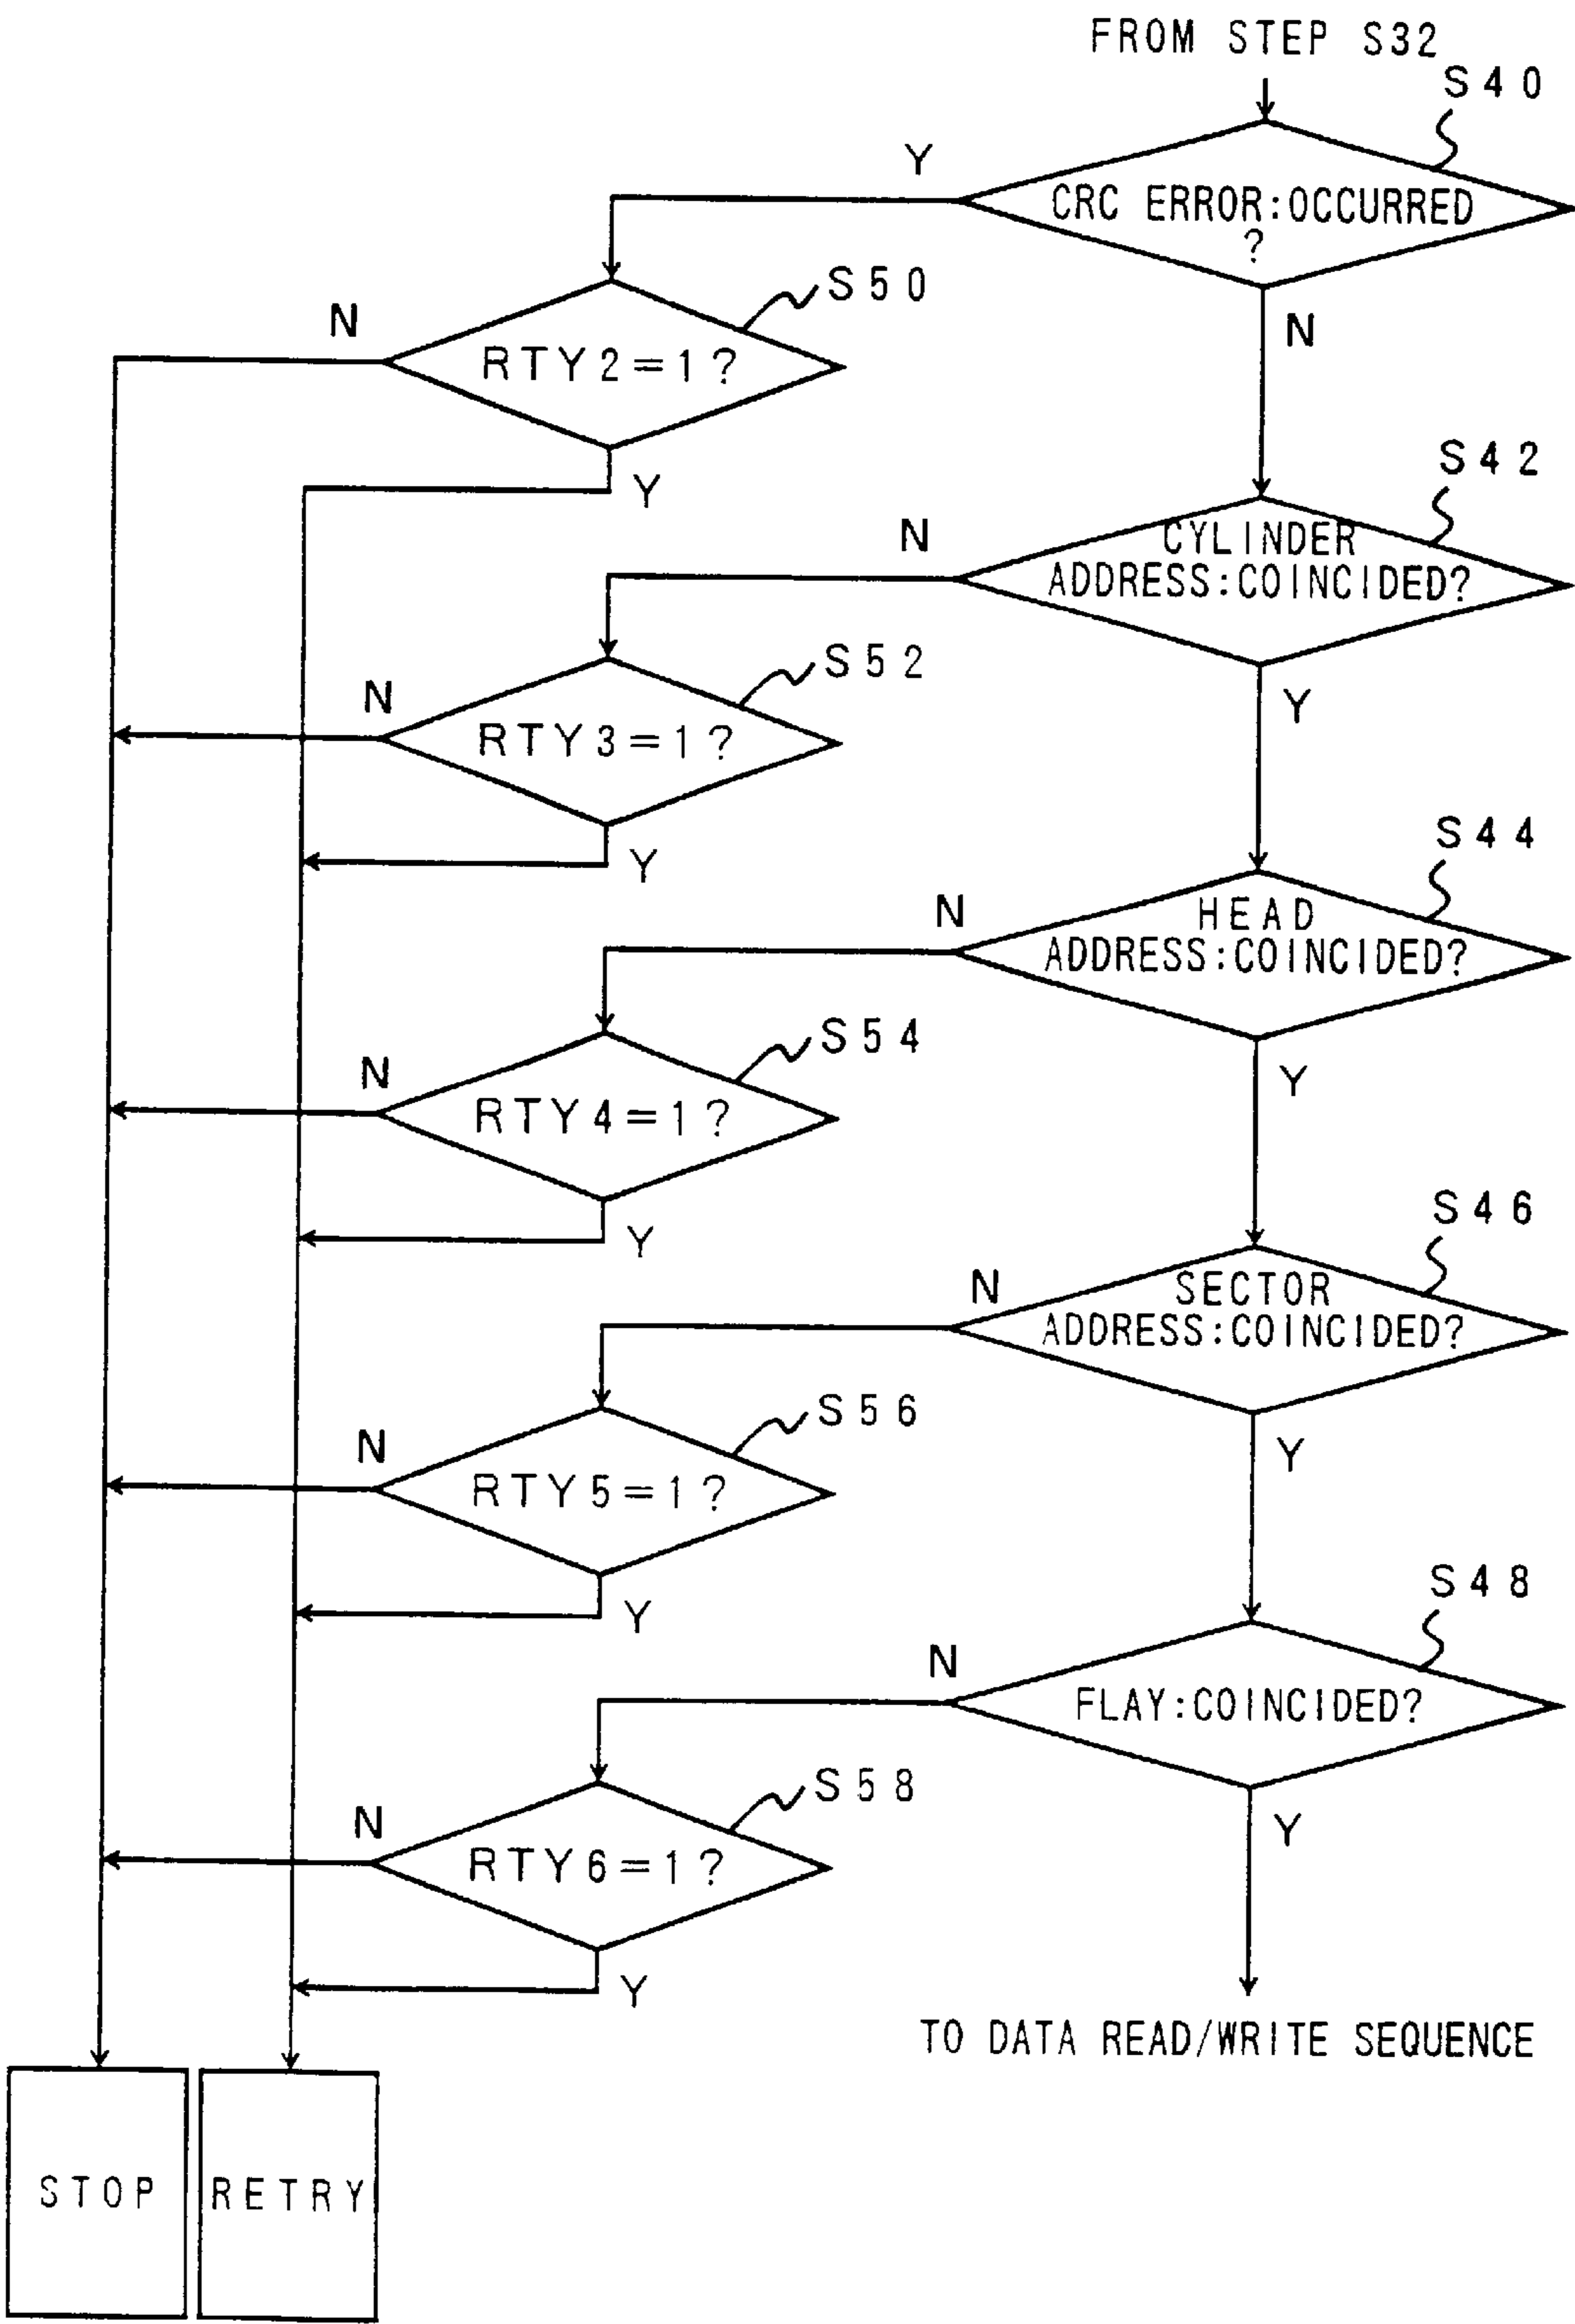 FROM STEP S32
S40
Y
CRC ERROR:OCCURRED
?
S50
N
N
RTY2=1?
Y
S42
N
CYLINDER
ADDRESS:COINCIDED?
S52
N
Y
RTY3=1?
Y
S44
N
HEAD
ADDRESS:COINCIDED?
S54
N
Y
RTY4=1?
Y
S46
N
SECTOR
ADDRESS:COINCIDED?
S56
N
Y
RTY5=1?
Y
S48
N
FLAY:COINCIDED?
S58
N
Y
RTY6=1?
Y
TO DATA READ/WRITE SEQUENCE
STOP
RETRY